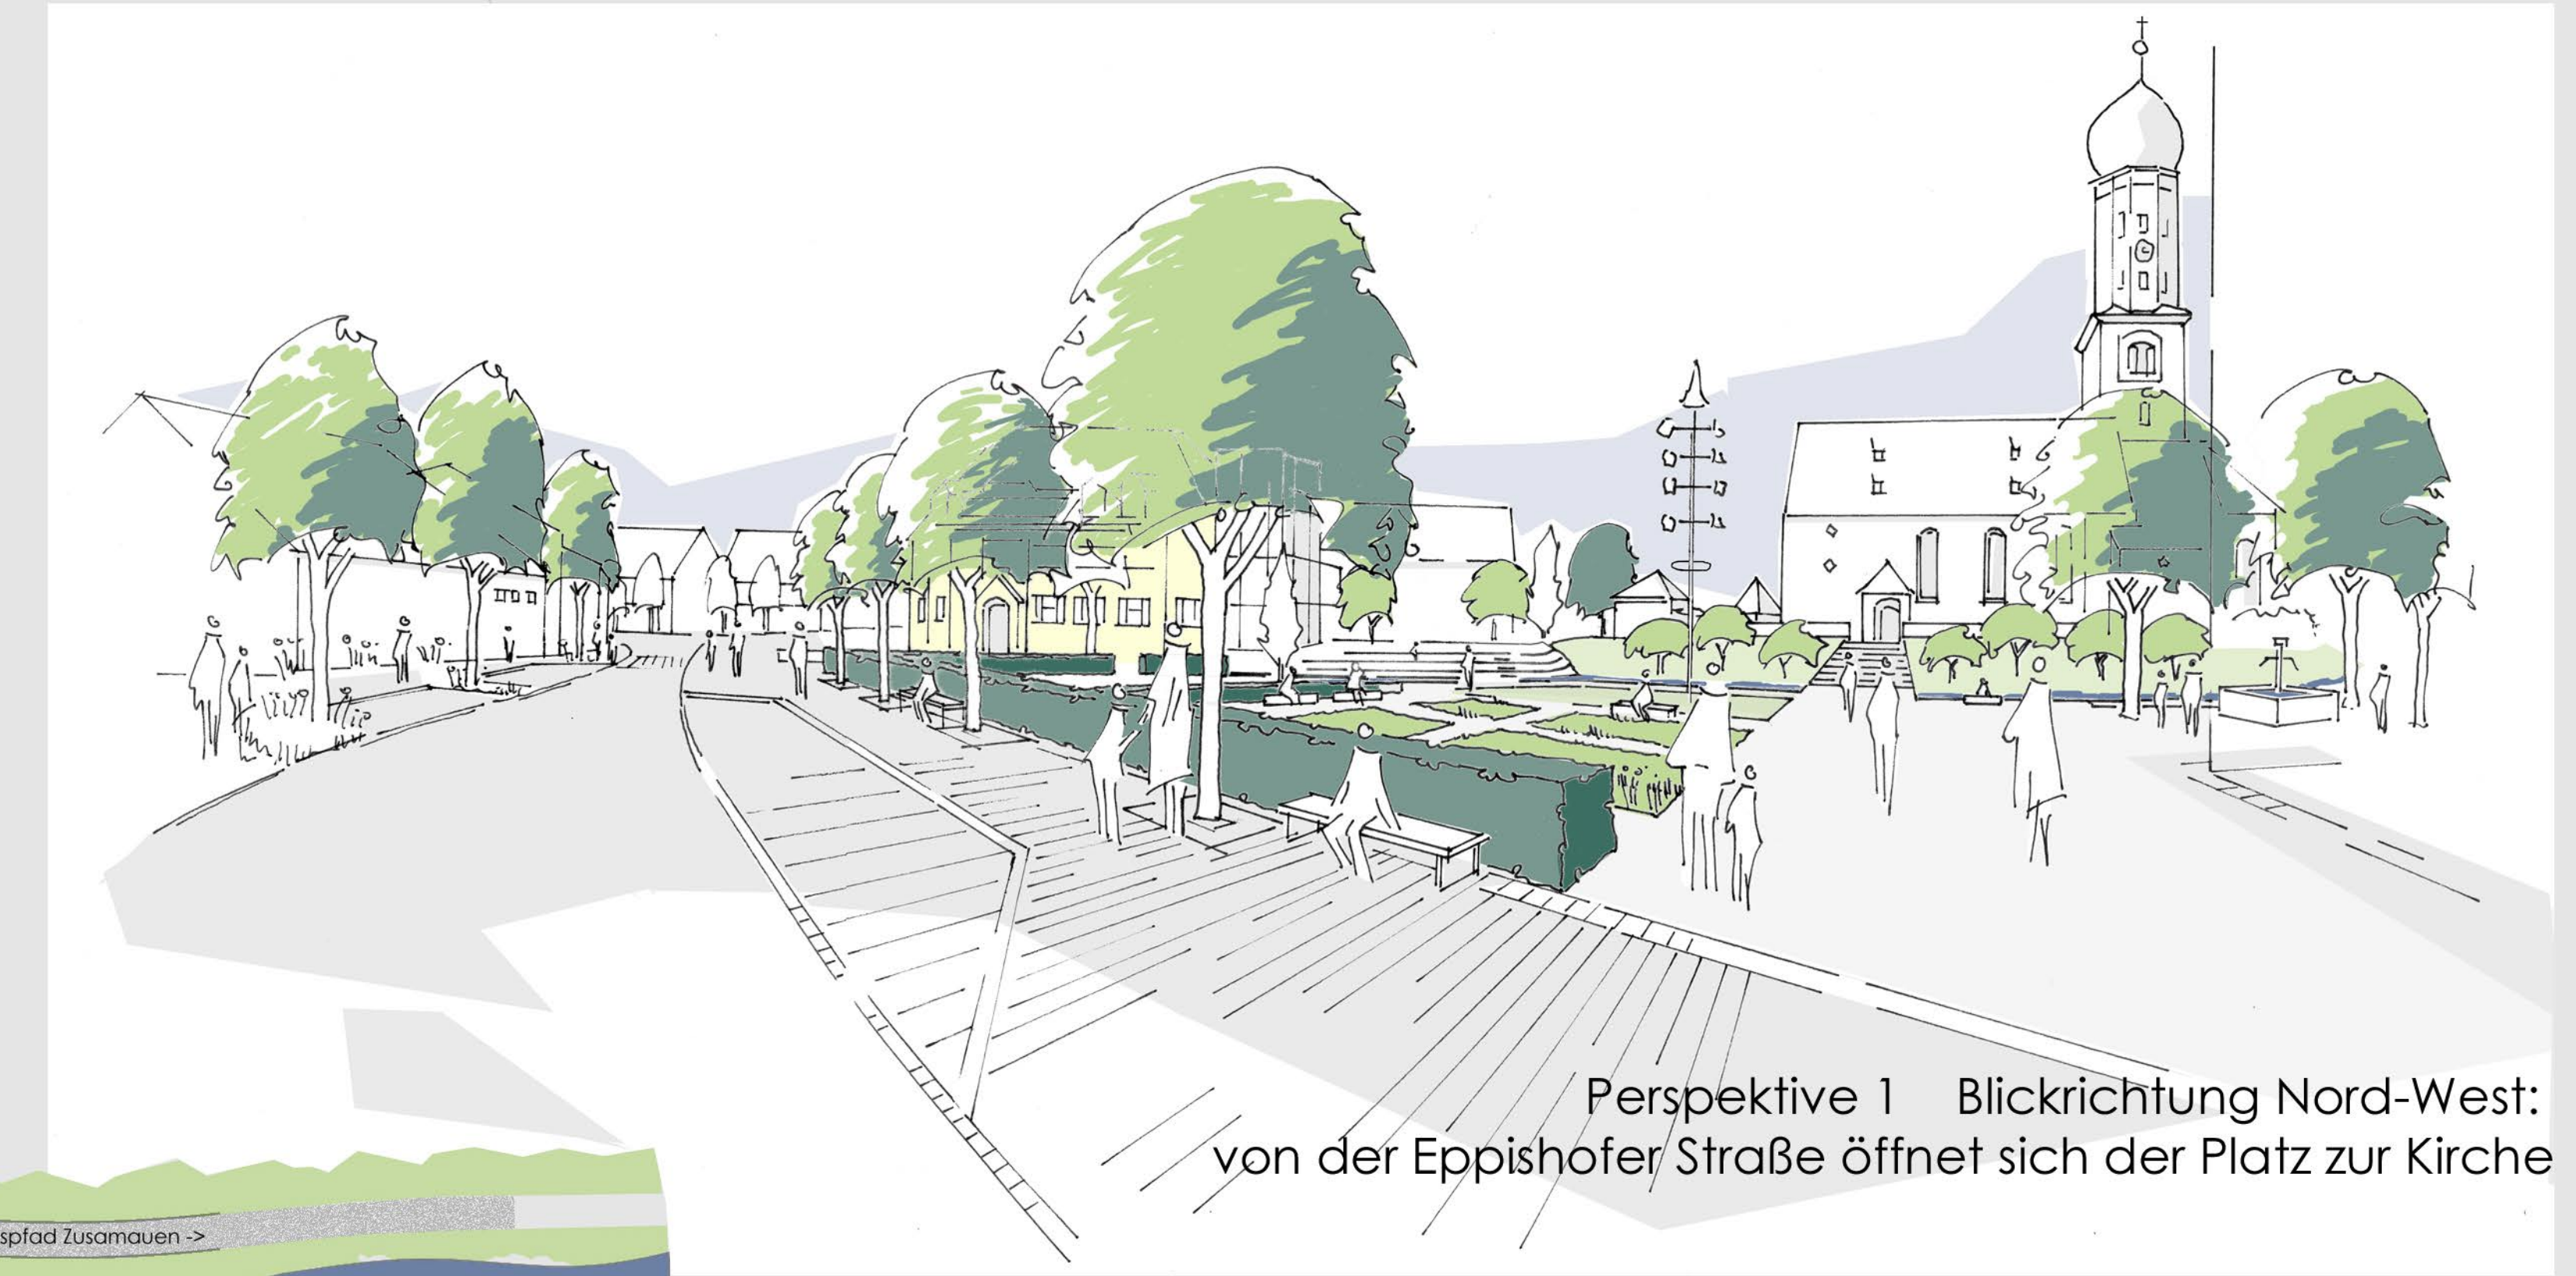 Perspektive 1 Blickrichtung Nord-West:
von der Eppishofer Straße öffnet sich der Platz zur Kirche
spfad Zusamauen ->